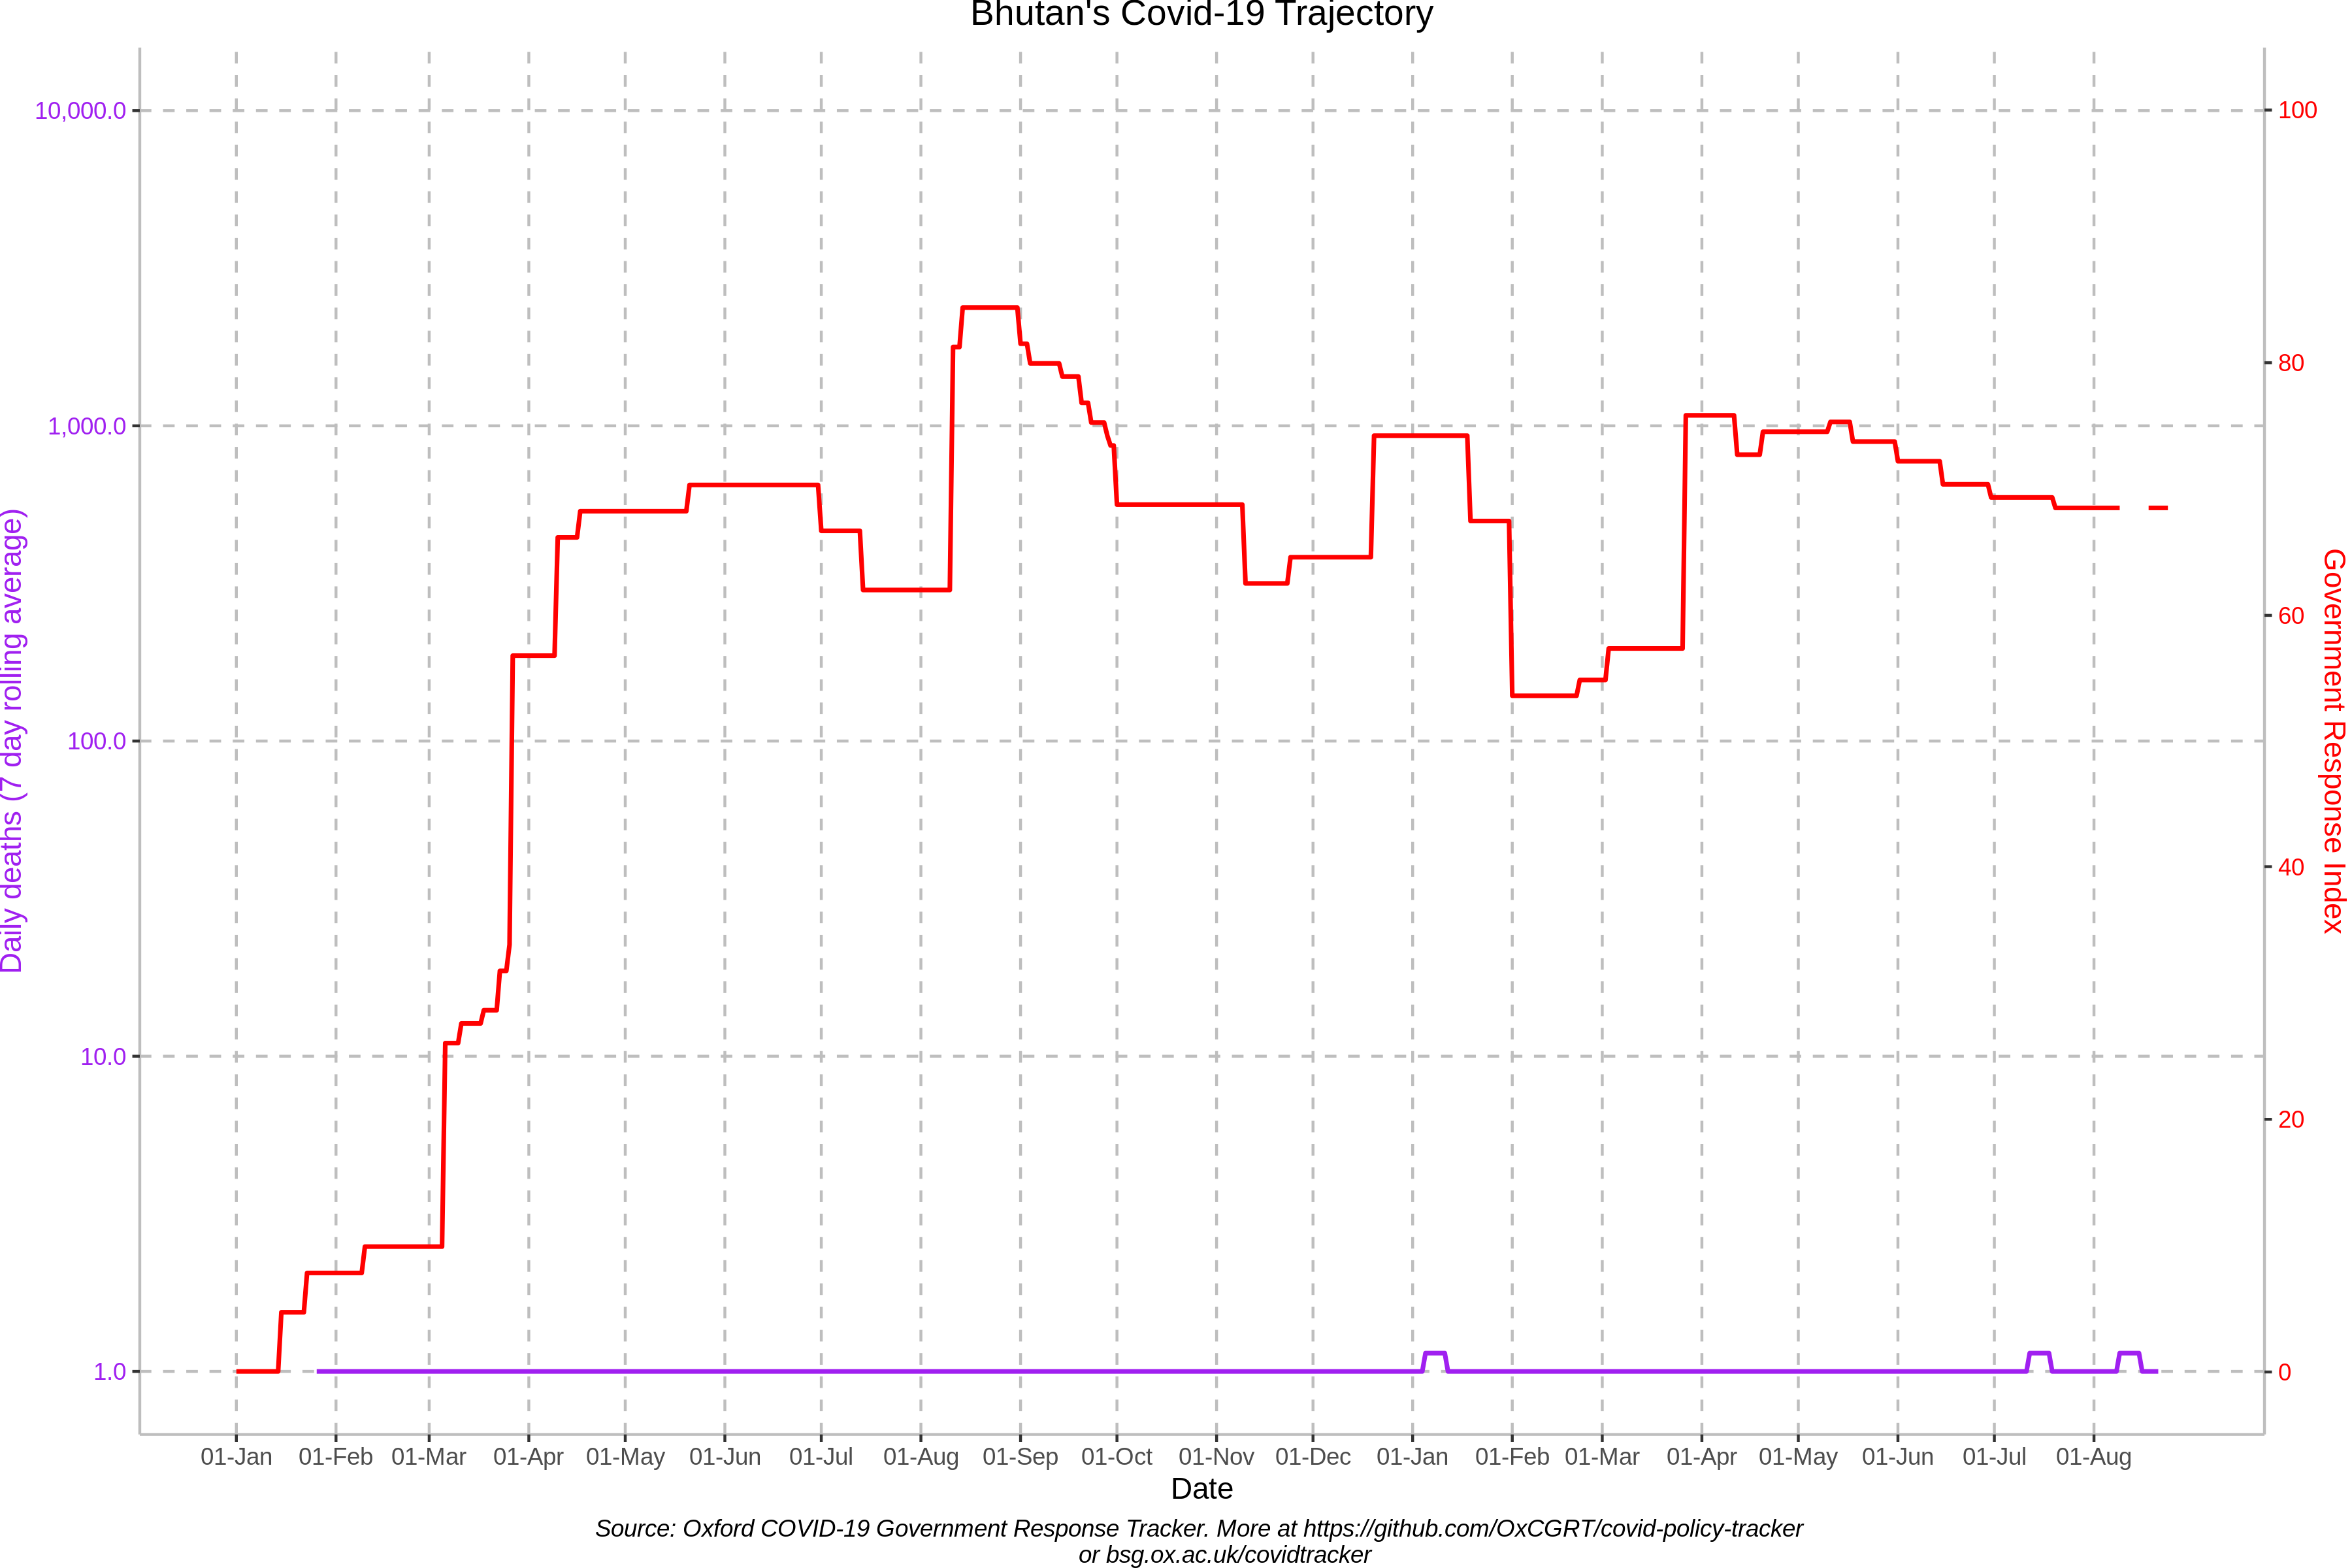 Bhutan's Covid-19 Trajectory
Daily deaths (7 day rolling average)
10,000.0
1,000.0
100.0
10.0
1.0
100
80
60
40
20
0
Government Response Index
01-Jan 01-Feb 01-Mar 01-Apr 01-May 01-Jun 01-Jul 01-Aug 01-Sep 01-Oct 01-Nov 01-Dec 01-Jan 01-Feb 01-Mar 01-Apr 01-May 01-Jun 01-Jul 01-Aug
Date
Source: Oxford COVID-19 Government Response Tracker. More at https://github.com/OxCGRT/covid-policy-tracker
or bsg.ox.ac.uk/covidtracker